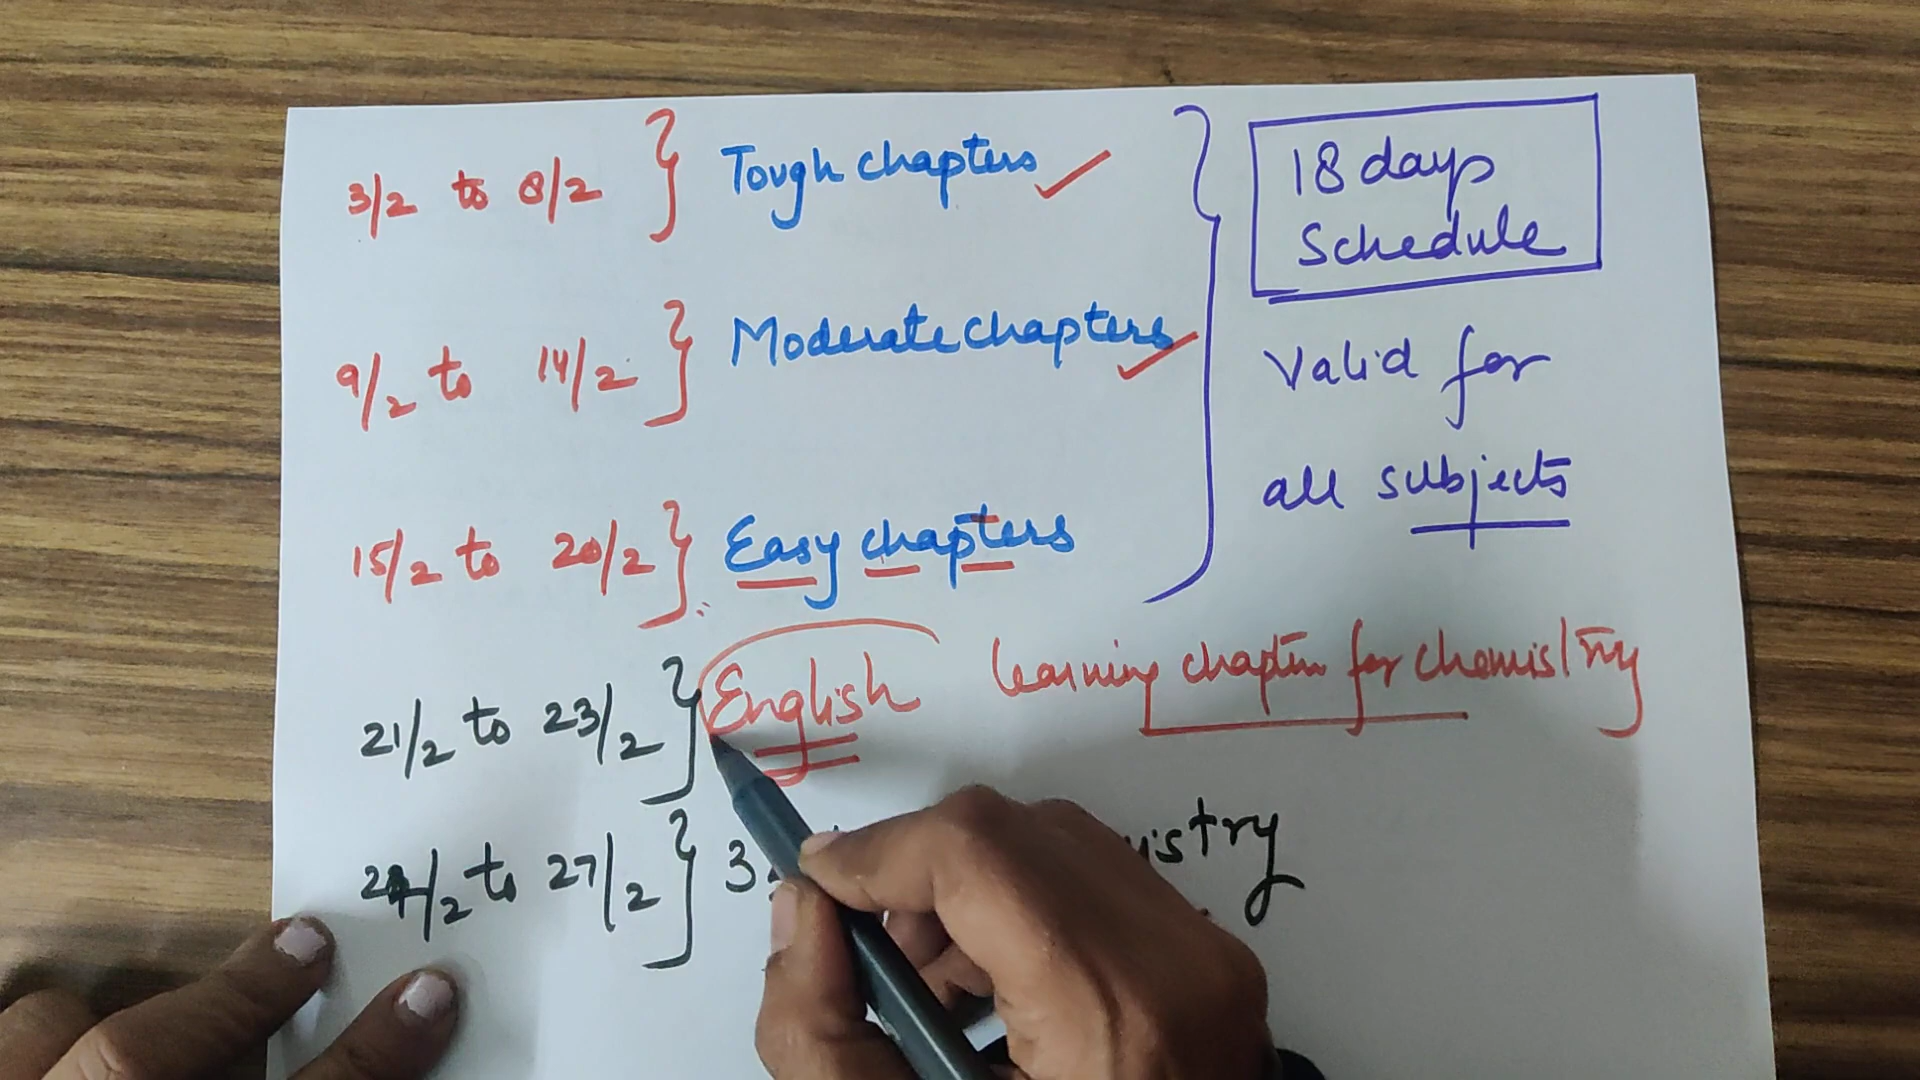 3/2 to 8/2 } Tough chapters ✓
9/2 to 14/2 } Moderate chapters ✓
15/2 to 20/2 } Easy chapters
18 days
Schedule
Valid for
all subjects
21/2 to 23/2 } English learning chapters for chemistry
24/2 to 27/2 } 3